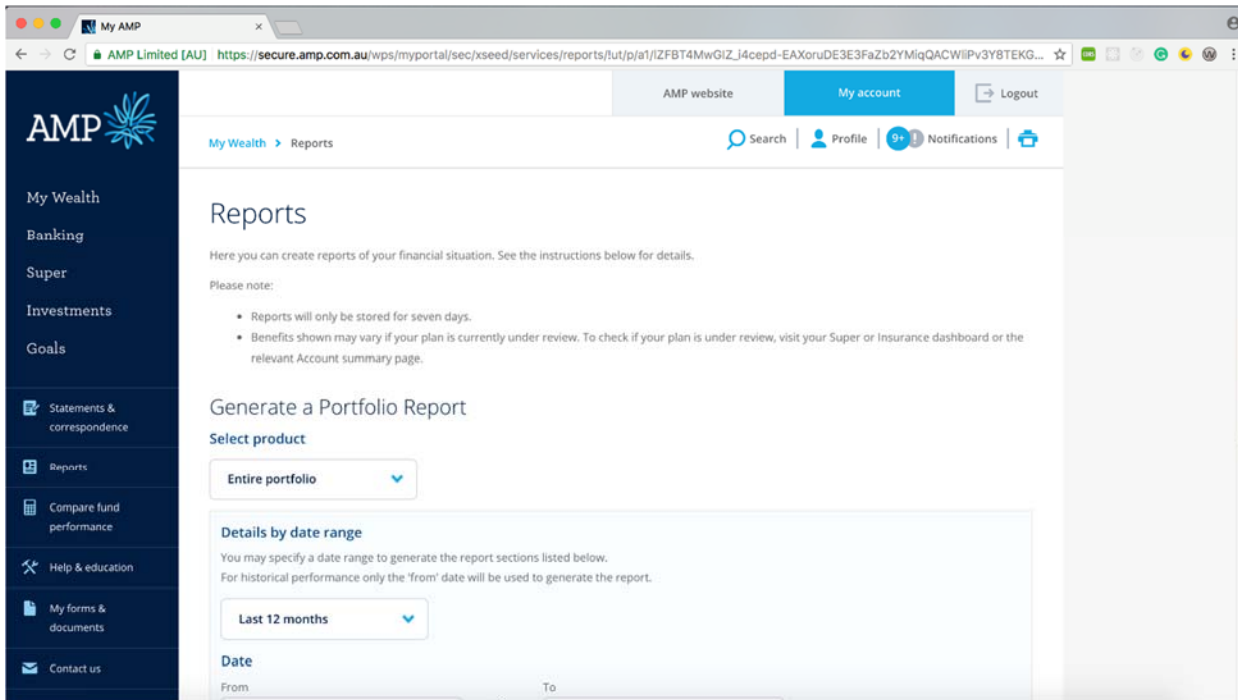 My AMP
AMP Limited [AU] https://secure.amp.com.au/wps/myportal/sec/xseed/services/reports/!ut/p/a1/
AMP
AMP website
My account
Logout
My Wealth > Reports
Search
Profile
9+
Notifications
My Wealth
Banking
Super
Investments
Goals
Statements &
correspondence
Reports
Compare fund
performance
Help & education
My forms &
documents
Contact us
Reports
Here you can create reports of your financial situation. See the instructions below for details.
Please note:
• Reports will only be stored for seven days.
• Benefits shown may vary if your plan is currently under review. To check if your plan is under review, visit your Super or Insurance dashboard or the
relevant Account summary page.
Generate a Portfolio Report
Select product
Entire portfolio
Details by date range
You may specify a date range to generate the report sections listed below.
For historical performance only the 'from' date will be used to generate the report.
Last 12 months
Date
From
To